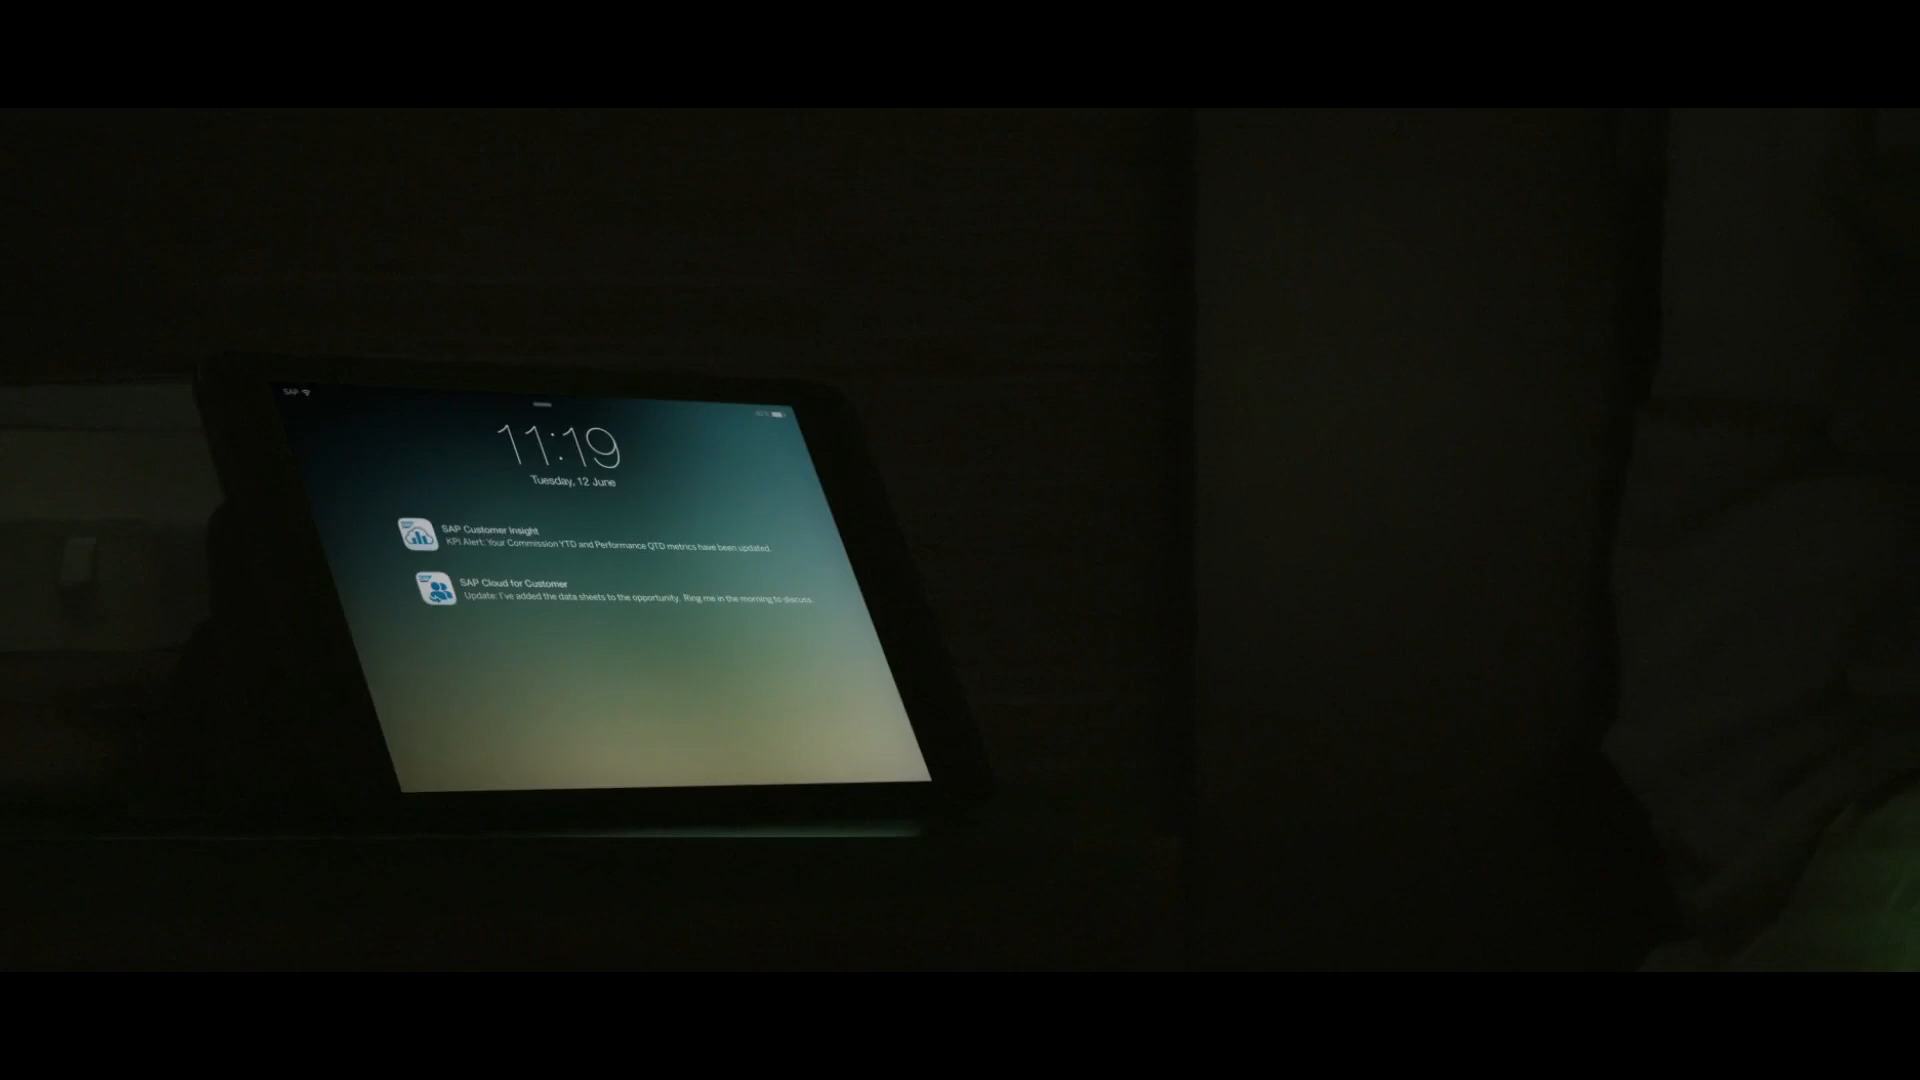 SAP
11:19
Tuesday, 12 June
SAP Customer Insight
KPI Alert: Your Commission YTD and Performance QTD metrics have been updated.
SAP Cloud for Customer
Update: I've added the data sheets to the opportunity. Ring me in the morning to discuss.